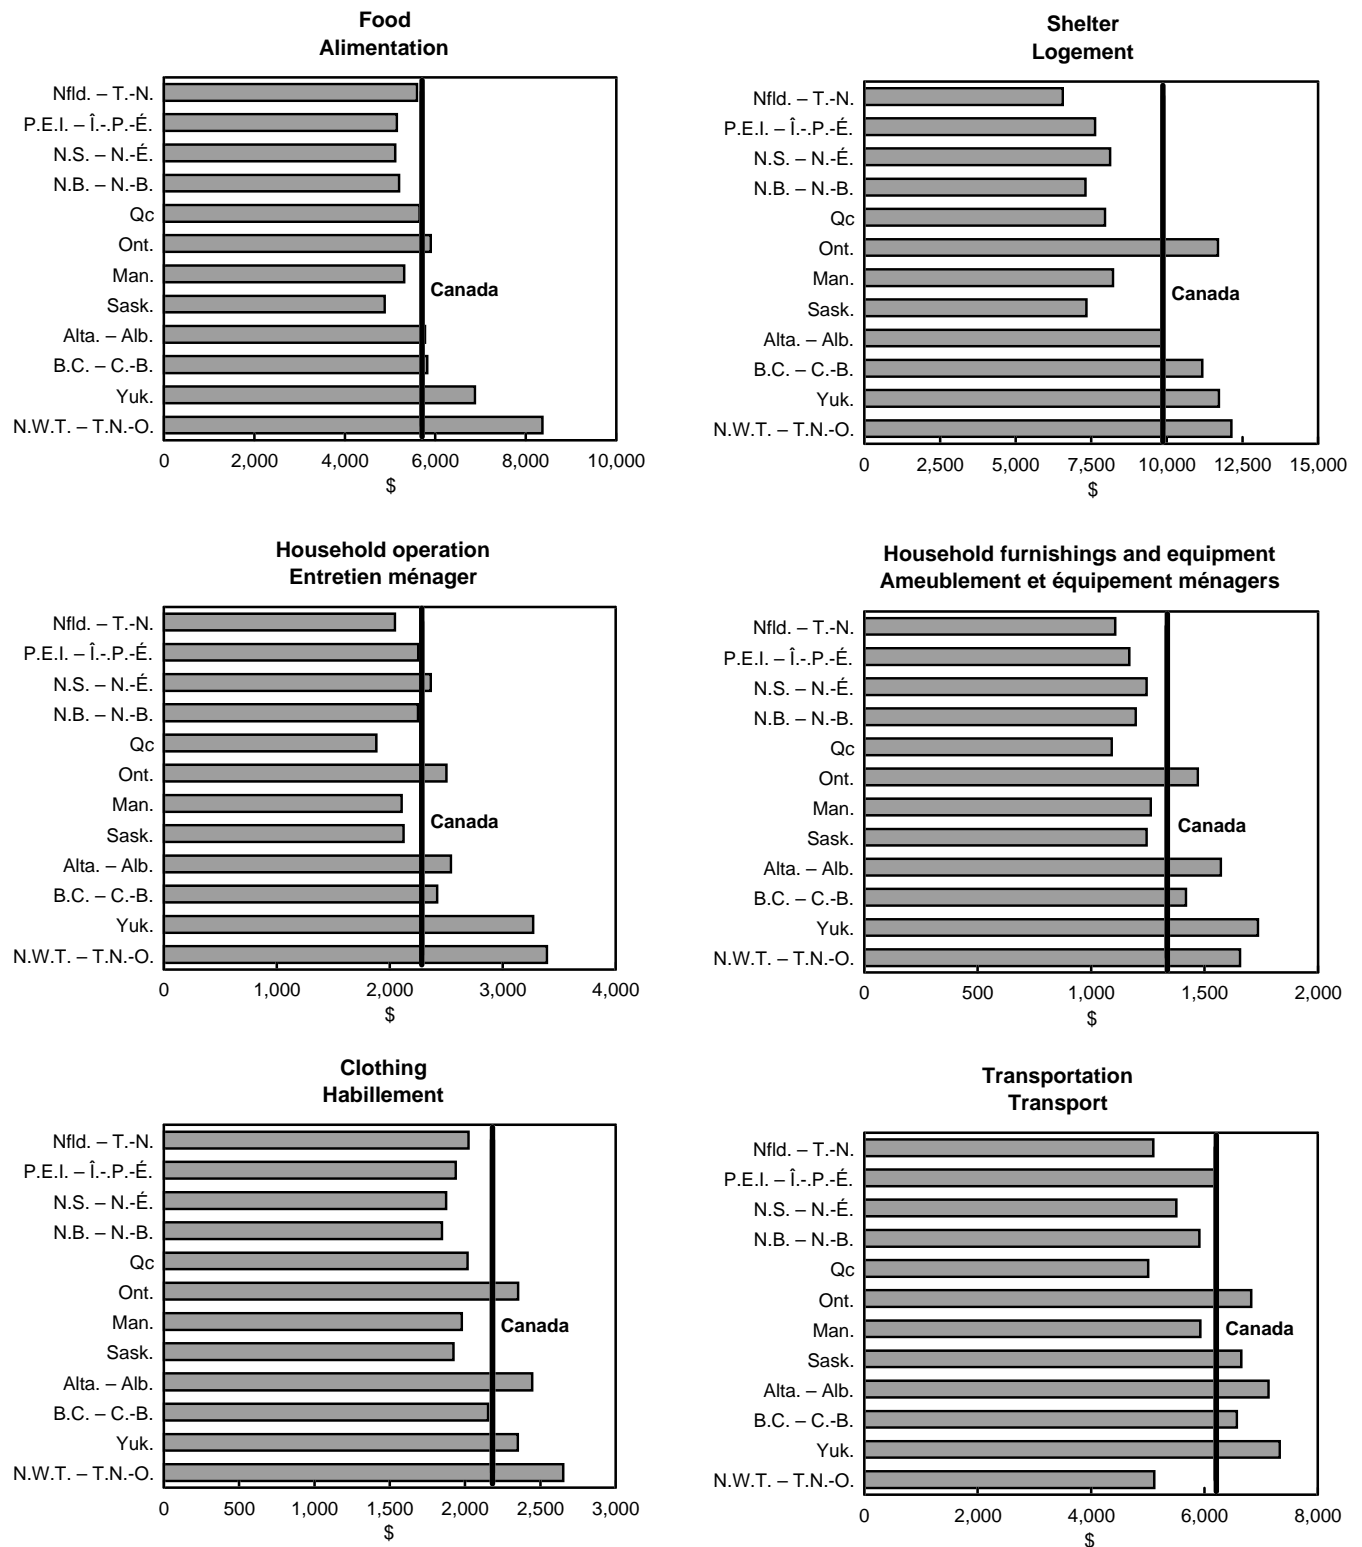 Food
Alimentation
Nfld. – T.-N.
P.E.I. – Î.-.P.-É.
N.S. – N.-É.
N.B. – N.-B.
Qc
Ont.
Man.
Sask.
Alta. – Alb.
B.C. – C.-B.
Yuk.
N.W.T. – T.N.-O.
Canada
0 2,000 4,000 6,000 8,000 10,000
$
Shelter
Logement
Nfld. – T.-N.
P.E.I. – Î.-.P.-É.
N.S. – N.-É.
N.B. – N.-B.
Qc
Ont.
Man.
Sask.
Alta. – Alb.
B.C. – C.-B.
Yuk.
N.W.T. – T.N.-O.
Canada
0 2,500 5,000 7,500 10,000 12,500 15,000
$
Household operation
Entretien ménager
Nfld. – T.-N.
P.E.I. – Î.-.P.-É.
N.S. – N.-É.
N.B. – N.-B.
Qc
Ont.
Man.
Sask.
Alta. – Alb.
B.C. – C.-B.
Yuk.
N.W.T. – T.N.-O.
Canada
0 1,000 2,000 3,000 4,000
$
Household furnishings and equipment
Ameublement et équipement ménagers
Nfld. – T.-N.
P.E.I. – Î.-.P.-É.
N.S. – N.-É.
N.B. – N.-B.
Qc
Ont.
Man.
Sask.
Alta. – Alb.
B.C. – C.-B.
Yuk.
N.W.T. – T.N.-O.
Canada
0 500 1,000 1,500 2,000
$
Clothing
Habillement
Nfld. – T.-N.
P.E.I. – Î.-.P.-É.
N.S. – N.-É.
N.B. – N.-B.
Qc
Ont.
Man.
Sask.
Alta. – Alb.
B.C. – C.-B.
Yuk.
N.W.T. – T.N.-O.
Canada
0 500 1,000 1,500 2,000 2,500 3,000
$
Transportation
Transport
Nfld. – T.-N.
P.E.I. – Î.-.P.-É.
N.S. – N.-É.
N.B. – N.-B.
Qc
Ont.
Man.
Sask.
Alta. – Alb.
B.C. – C.-B.
Yuk.
N.W.T. – T.N.-O.
Canada
0 2,000 4,000 6,000 8,000
$